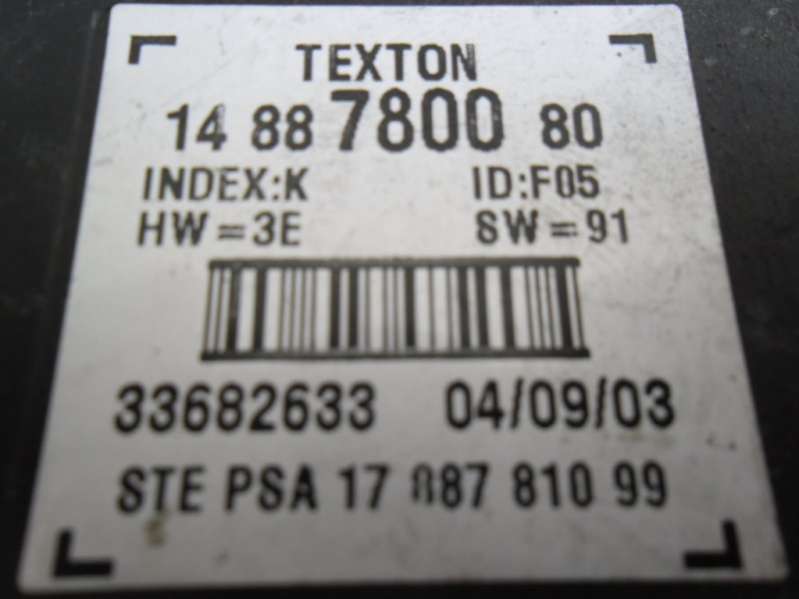 TEXTON
14 88 7800 80
INDEX:K ID:F05
HW=3E SW=91
33682633 04/09/03
STE PSA 17 887 810 99